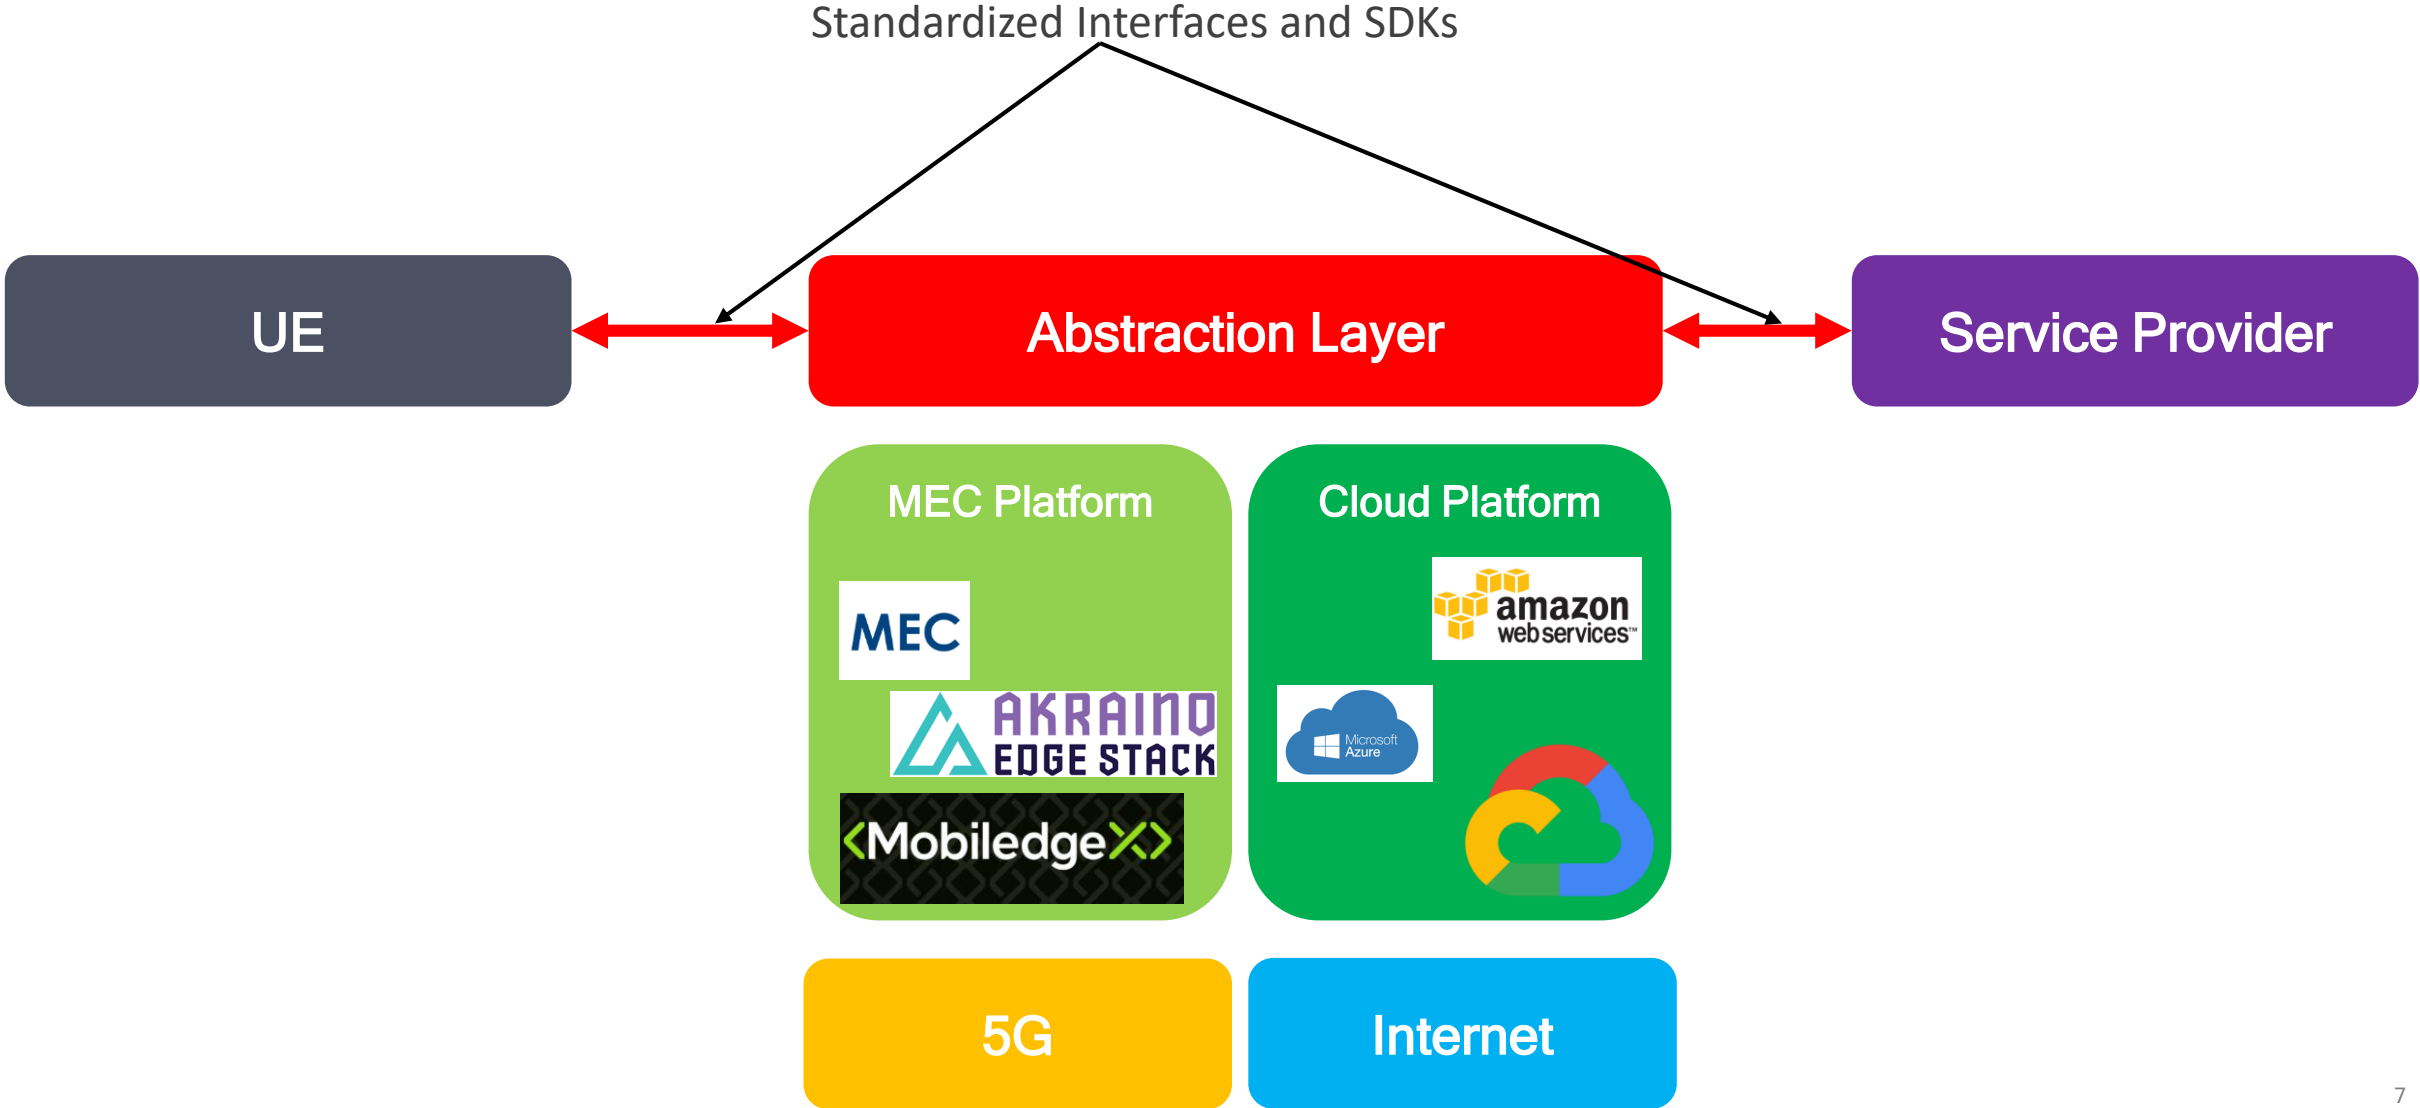 Standardized Interfaces and SDKs
UE
Abstraction Layer
Service Provider
MEC Platform
MEC
AKRAINO
EDGE STACK
<MobiledgeX>
Cloud Platform
amazon
web services™
Microsoft
Azure
5G
Internet
7